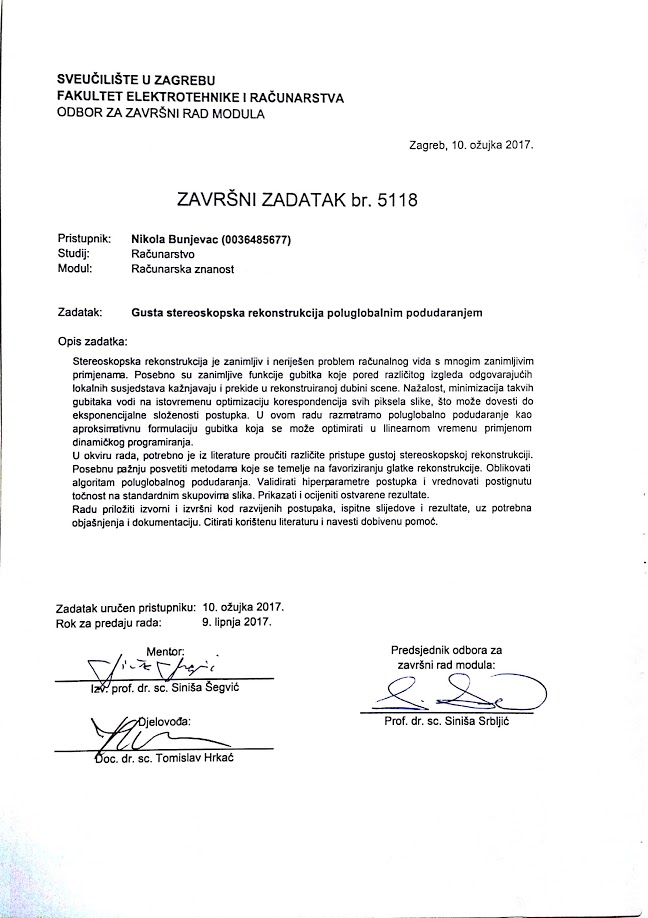 SVEUČILIŠTE U ZAGREBU
FAKULTET ELEKTROTEHNIKE I RAČUNARSTVA
ODBOR ZA ZAVRŠNI RAD MODULA
Zagreb, 10. ožujka 2017.
ZAVRŠNI ZADATAK br. 5118
Pristupnik: Nikola Bunjevac (0036485677)
Studij: Računarstvo
Modul: Računarska znanost
Zadatak: Gusta stereoskopska rekonstrukcija poluglobalnim podudaranjem
Opis zadatka:
Stereoskopska rekonstrukcija je zanimljiv i neriješen problem računalnog vida s mnogim zanimljivim
primjenama. Posebno su zanimljive funkcije gubitka koje pored različitog izgleda odgovarajućih
lokalnih susjedstava kažnjavaju i prekide u rekonstruiranoj dubini scene. Nažalost, minimizacija takvih
gubitaka vodi na istovremenu optimizaciju korespondencija svih piksela slike, što može dovesti do
eksponencijalne složenosti postupka. U ovom radu razmatramo poluglobalno podudaranje kao
aproksimativnu formulaciju gubitka koja se može optimirati u llinearnom vremenu primjenom
dinamičkog programiranja.
U okviru rada, potrebno je iz literature proučiti različite pristupe gustoj stereoskopskoj rekonstrukciji.
Posebnu pažnju posvetiti metodama koje se temelje na favoriziranju glatke rekonstrukcije. Oblikovati
algoritam poluglobalnog podudaranja. Validirati hiperparametre postupka i vrednovati postignutu
točnost na standardnim skupovima slika. Prikazati i ocijeniti ostvarene rezultate.
Radu priložiti izvorni i izvršni kod razvijenih postupaka, ispitne slijedove i rezultate, uz potrebna
objašnjenja i dokumentaciju. Citirati korištenu literaturu i navesti dobivenu pomoć.
Zadatak uručen pristupniku: 10. ožujka 2017.
Rok za predaju rada: 9. lipnja 2017.
Mentor:
Izv. prof. dr. sc. Siniša Šegvić
Djelovođa:
Doc. dr. sc. Tomislav Hrkać
Predsjednik odbora za
završni rad modula:
Prof. dr. sc. Siniša Srbljić